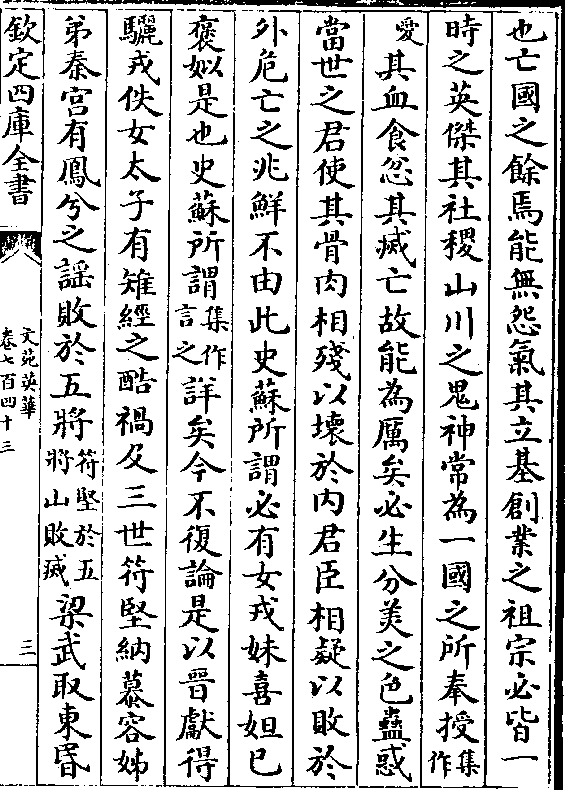 也亡國之餘焉能無怨氣其立基創業之祖宗必皆一
時之英傑其社稷山川之鬼神常為一國之所奉授集作
愛其血食忿其滅亡故能為厲矣必生分美之色蠱惑
當世之君使其骨肉相殘以壞於内君臣相疑以敗於
外危亡之兆鮮不由此史蘇所謂必有女戎妹喜妲已
褒姒是也史蘇所謂集作言之詳矣今不復論是以晉獻得
驪戎佚女太子有雉經之酷禍及三世符堅納慕容姊
弟秦宫有鳳兮之謡敗於五將符堅於五將山敗滅梁武取東昏
欽定四庫全書
文苑英華
卷七百四十三
三